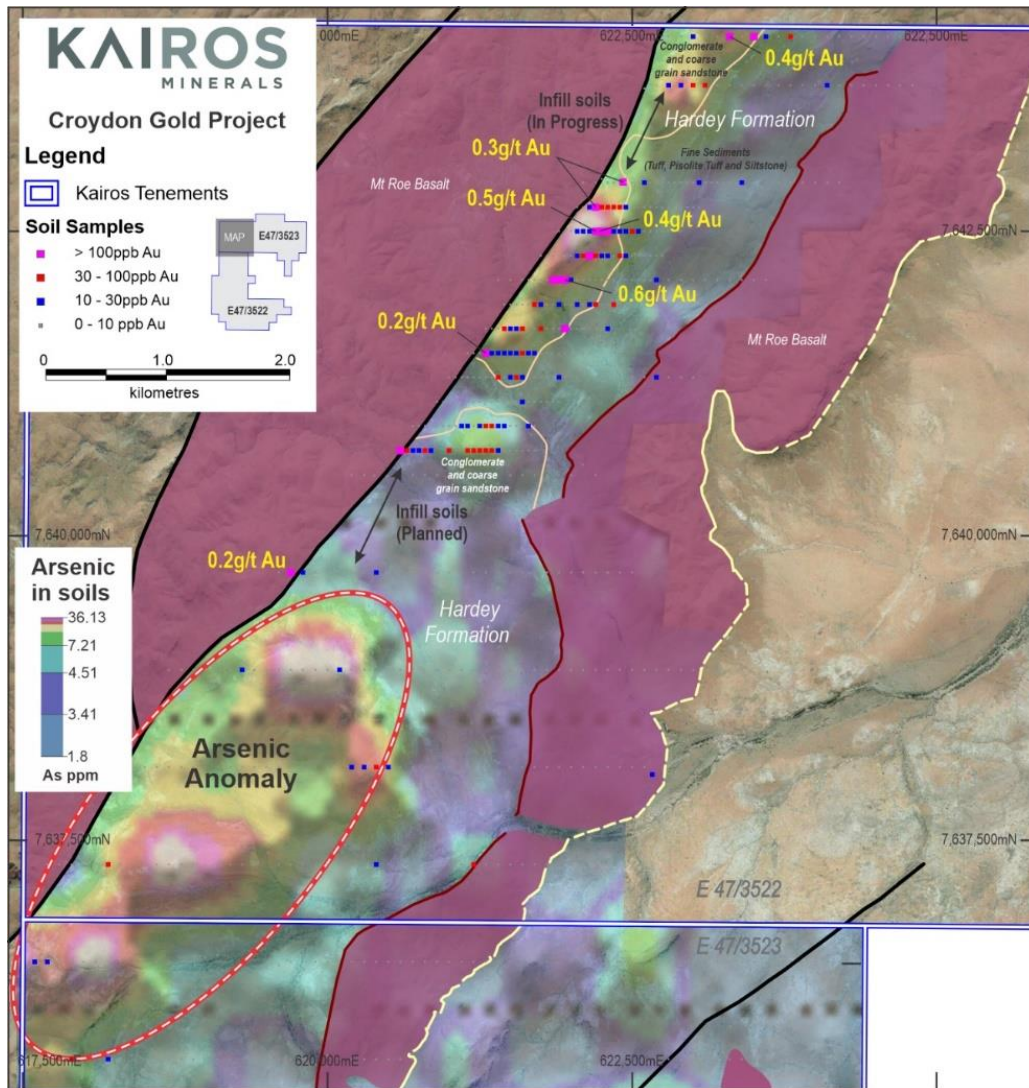 KAIROS
MINERALS
Croydon Gold Project
Legend
Kairos Tenements
Soil Samples
> 100ppb Au
30 - 100ppb Au
10 - 30ppb Au
0 - 10 ppb Au
MAP
E47/3523
E47/3522
0 1.0 2.0
kilometres
000mE
622,500mE
622,500mE
Conglomerate
and coarse
grain sandstone
0.4g/t Au
Infill soils
(In Progress)
Hardey Formation
0.3g/t Au
Fine Sediments
(Tuff, Pisolite Tuff and Siltstone)
Mt Roe Basalt
0.5g/t Au
0.4g/t Au
7,642,500mN
0.6g/t Au
0.2g/t Au
Mt Roe Basalt
Conglomerate
and coarse
grain sandstone
Infill soils
(Planned)
7,640,000mN
7,640,000mN
0.2g/t Au
Arsenic
in soils
36.13
7.21
4.51
3.41
1.8
As ppm
Hardey
Formation
Arsenic
Anomaly
7,637,500mN
7,637,500mN
E 47/3522
E 47/3523
617,500mE
620,000mE
622,500mE